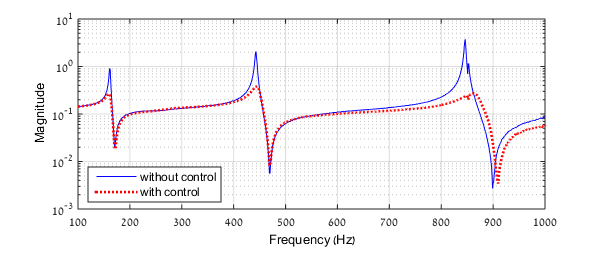 10^1
10^0
10^-1
10^-2
10^-3
Magnitude
without control
with control
100 200 300 400 500 600 700 800 900 1000
Frequency (Hz)